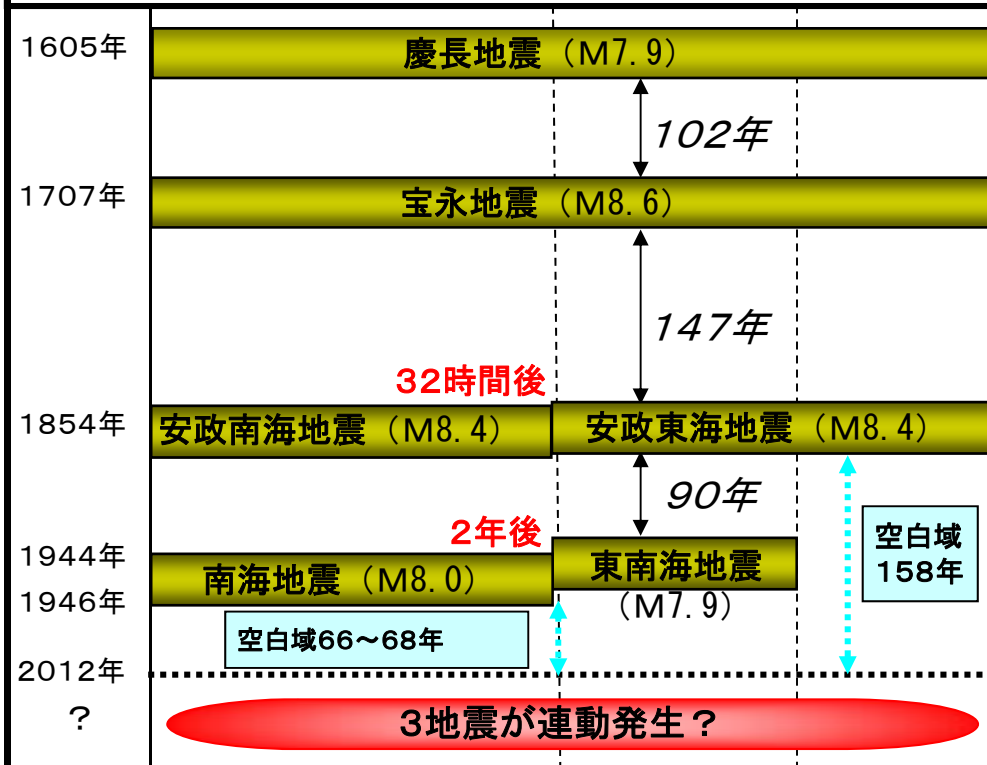 1605年
慶長地震（M7.9）
102年
1707年
宝永地震（M8.6）
147年
32時間後
1854年
安政南海地震（M8.4）
安政東海地震（M8.4）
90年
2年後
空白域
158年
1944年
南海地震（M8.0）
東南海地震
（M7.9）
1946年
空白域66～68年
2012年
？
3地震が連動発生？